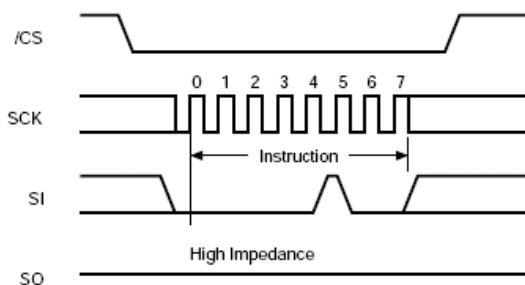 /CS
0 1 2 3 4 5 6 7
SCK
Instruction
SI
High Impedance
SO